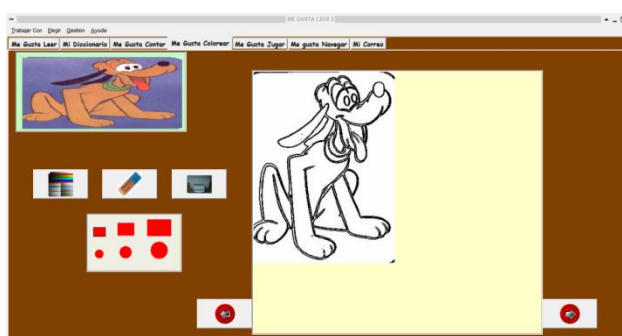 ME GUSTA LEER 2
Trabajar Con Elegir Gestion Ayuda
Me Gusta Leer Mi Diccionario Me Gusta Contar Me Gusta Colorear Me Gusta Jugar Me gusta Navegar Mi Correo